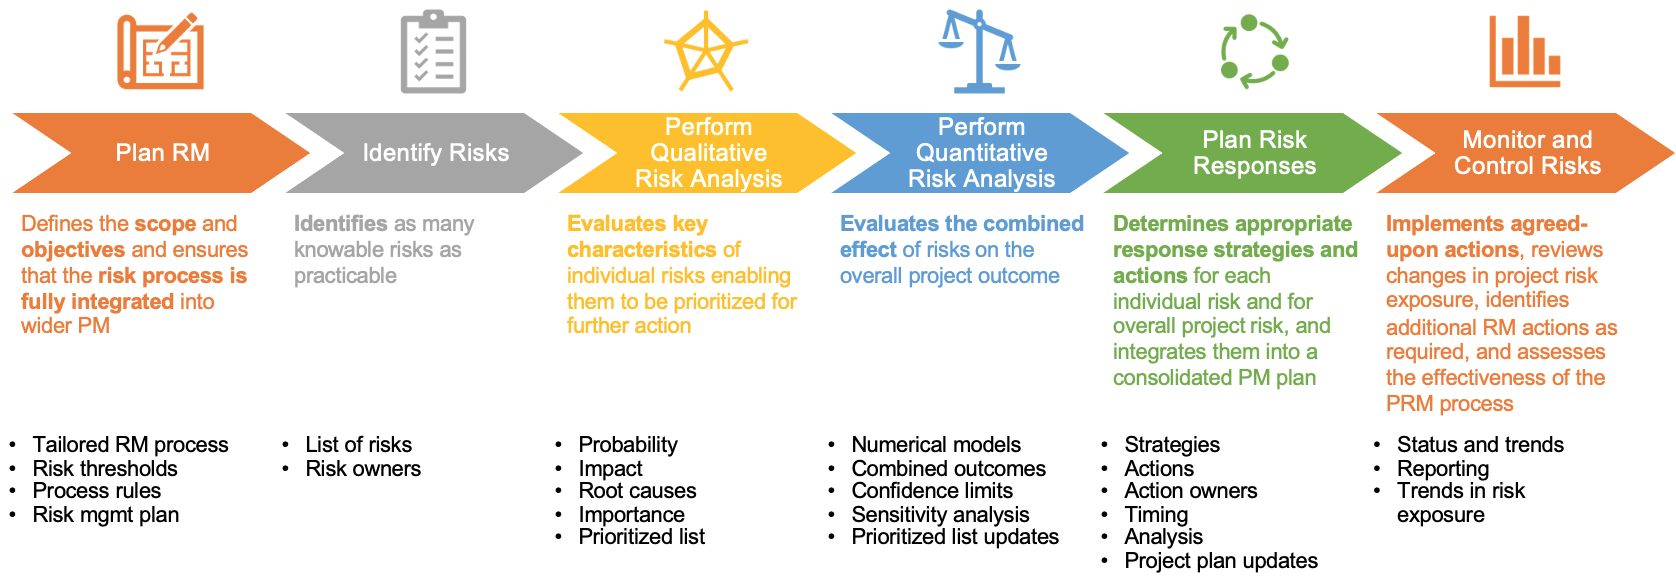 Plan RM
Identify Risks
Perform
Qualitative
Risk Analysis
Perform
Quantitative
Risk Analysis
Plan Risk
Responses
Monitor and
Control Risks
Defines the scope and
objectives and ensures
that the risk process is
fully integrated into
wider PM
Identifies as many
knowable risks as
practicable
Evaluates key
characteristics of
individual risks enabling
them to be prioritized for
further action
Evaluates the combined
effect of risks on the
overall project outcome
Determines appropriate
response strategies and
actions for each
individual risk and for
overall project risk, and
integrates them into a
consolidated PM plan
Implements agreed-
upon actions, reviews
changes in project risk
exposure, identifies
additional RM actions as
required, and assesses
the effectiveness of the
PRM process
• Tailored RM process
• Risk thresholds
• Process rules
• Risk mgmt plan
• List of risks
• Risk owners
• Probability
• Impact
• Root causes
• Importance
• Prioritized list
• Numerical models
• Combined outcomes
• Confidence limits
• Sensitivity analysis
• Prioritized list updates
• Strategies
• Actions
• Action owners
• Timing
• Analysis
• Project plan updates
• Status and trends
• Reporting
• Trends in risk
exposure